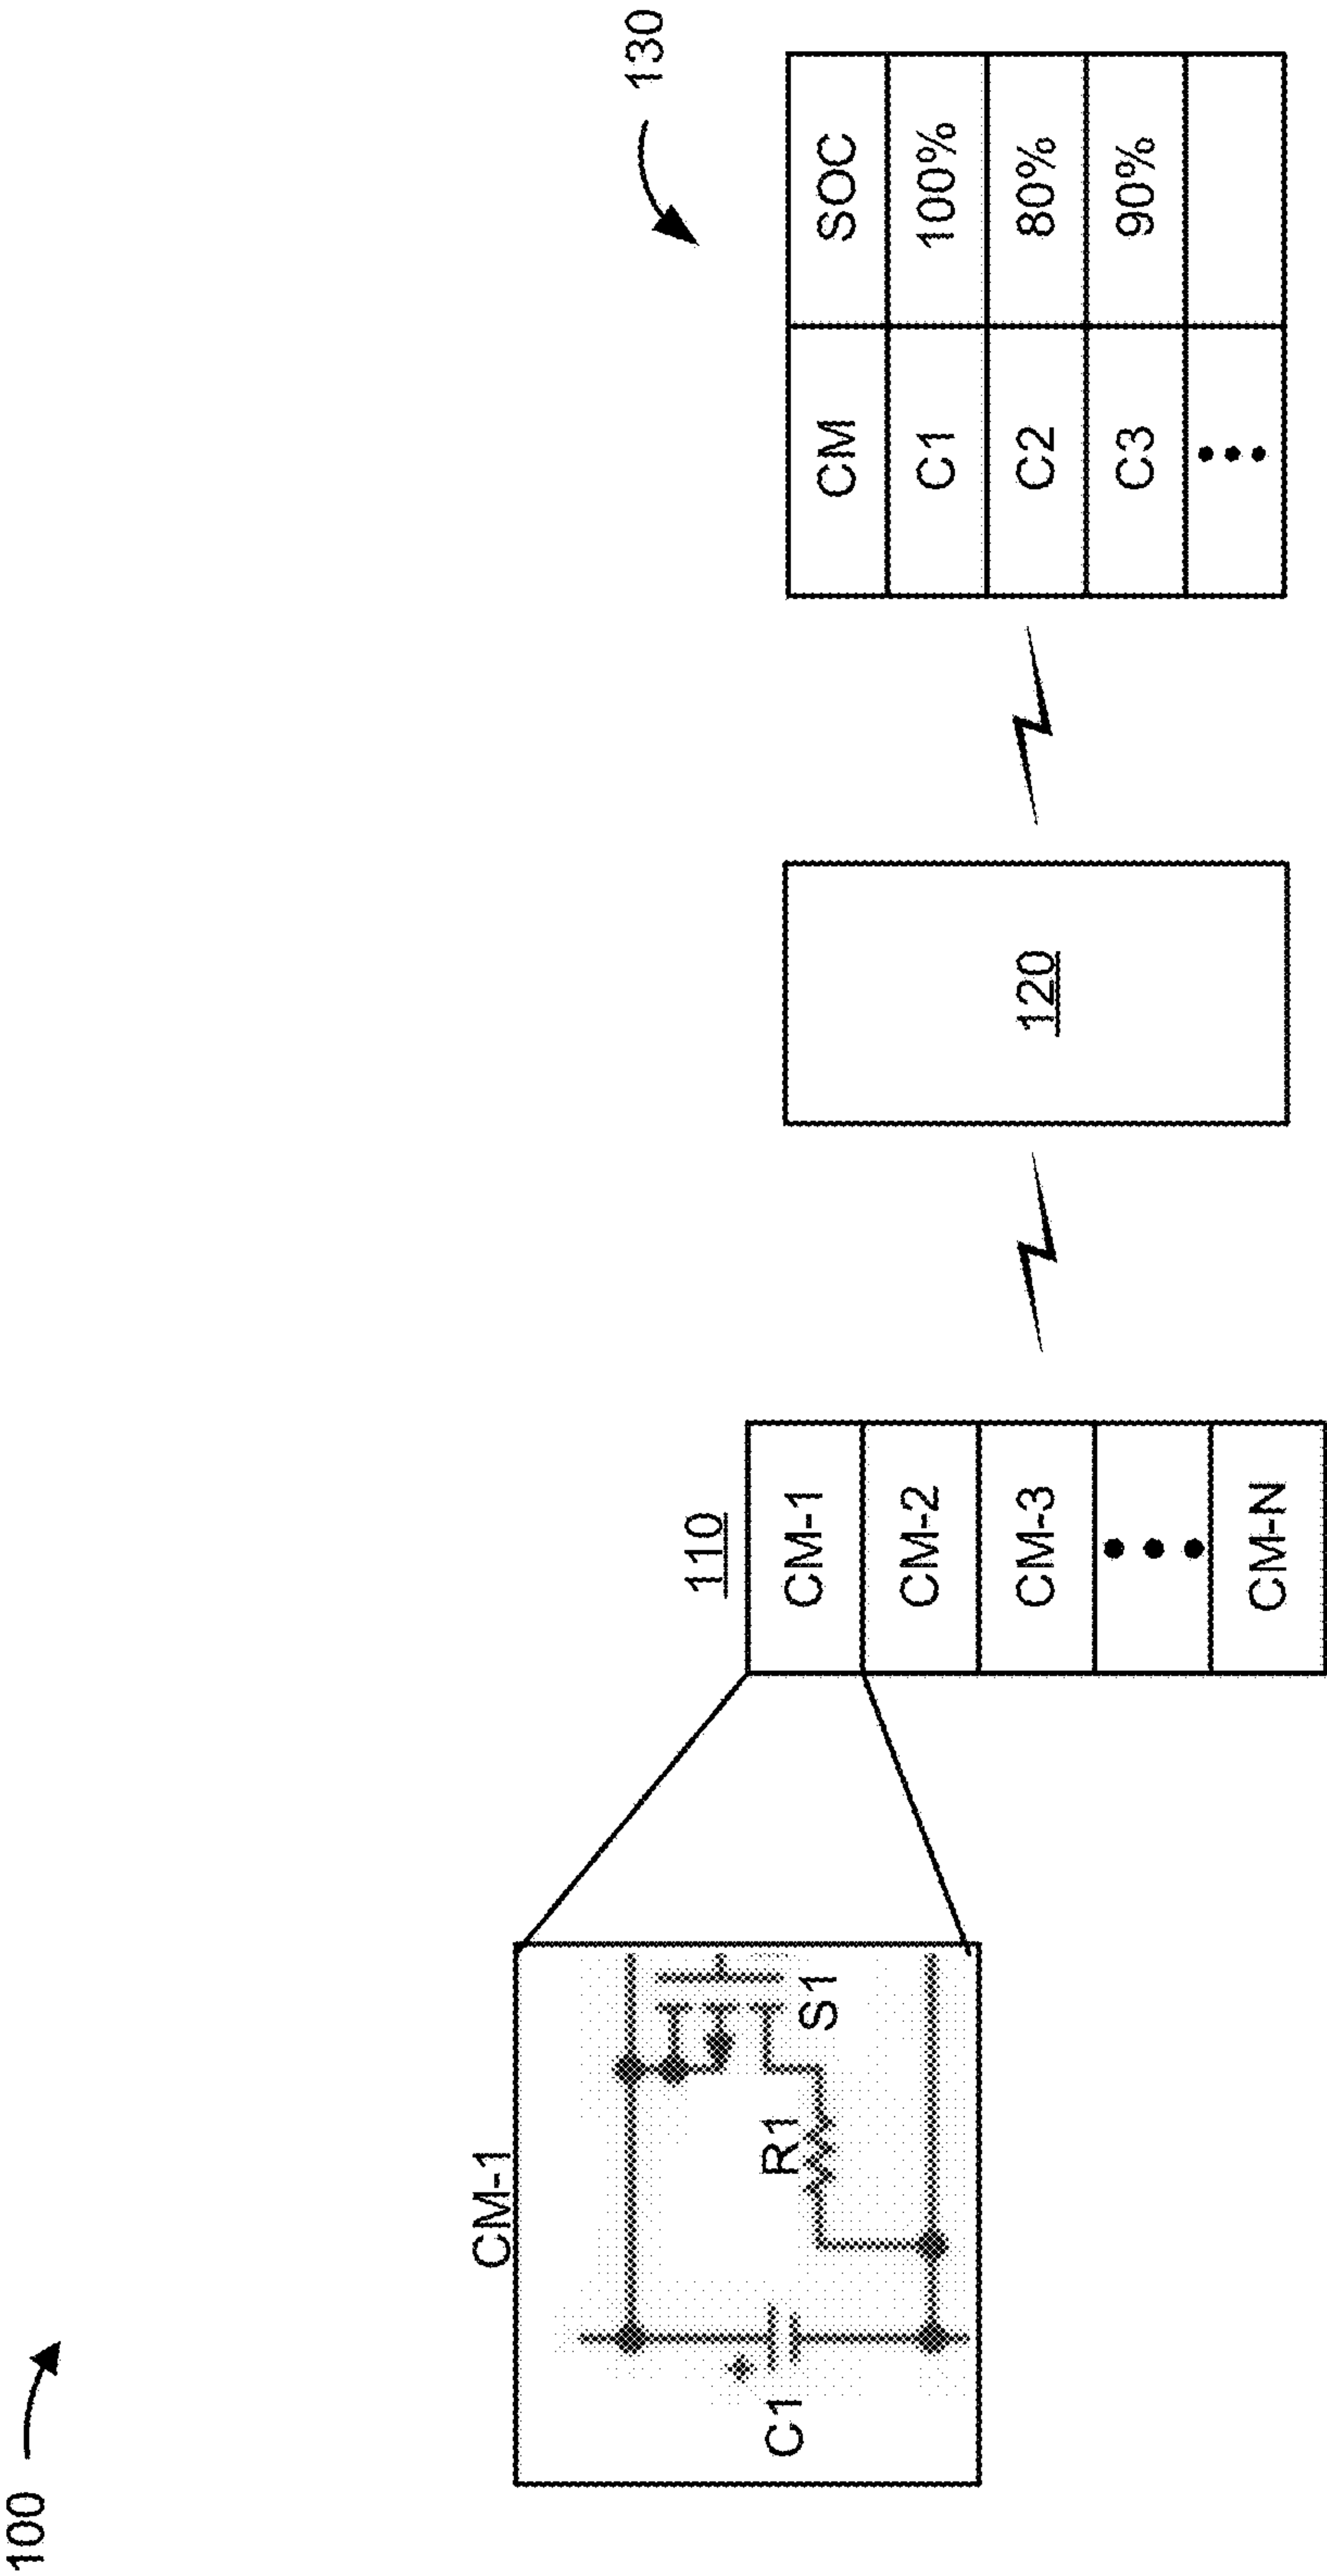 100
CM-1
C1
R1
S1
110
CM-1
CM-2
CM-3
CM-N
120
130
CM SOC
C1 100%
C2 80%
C3 90%